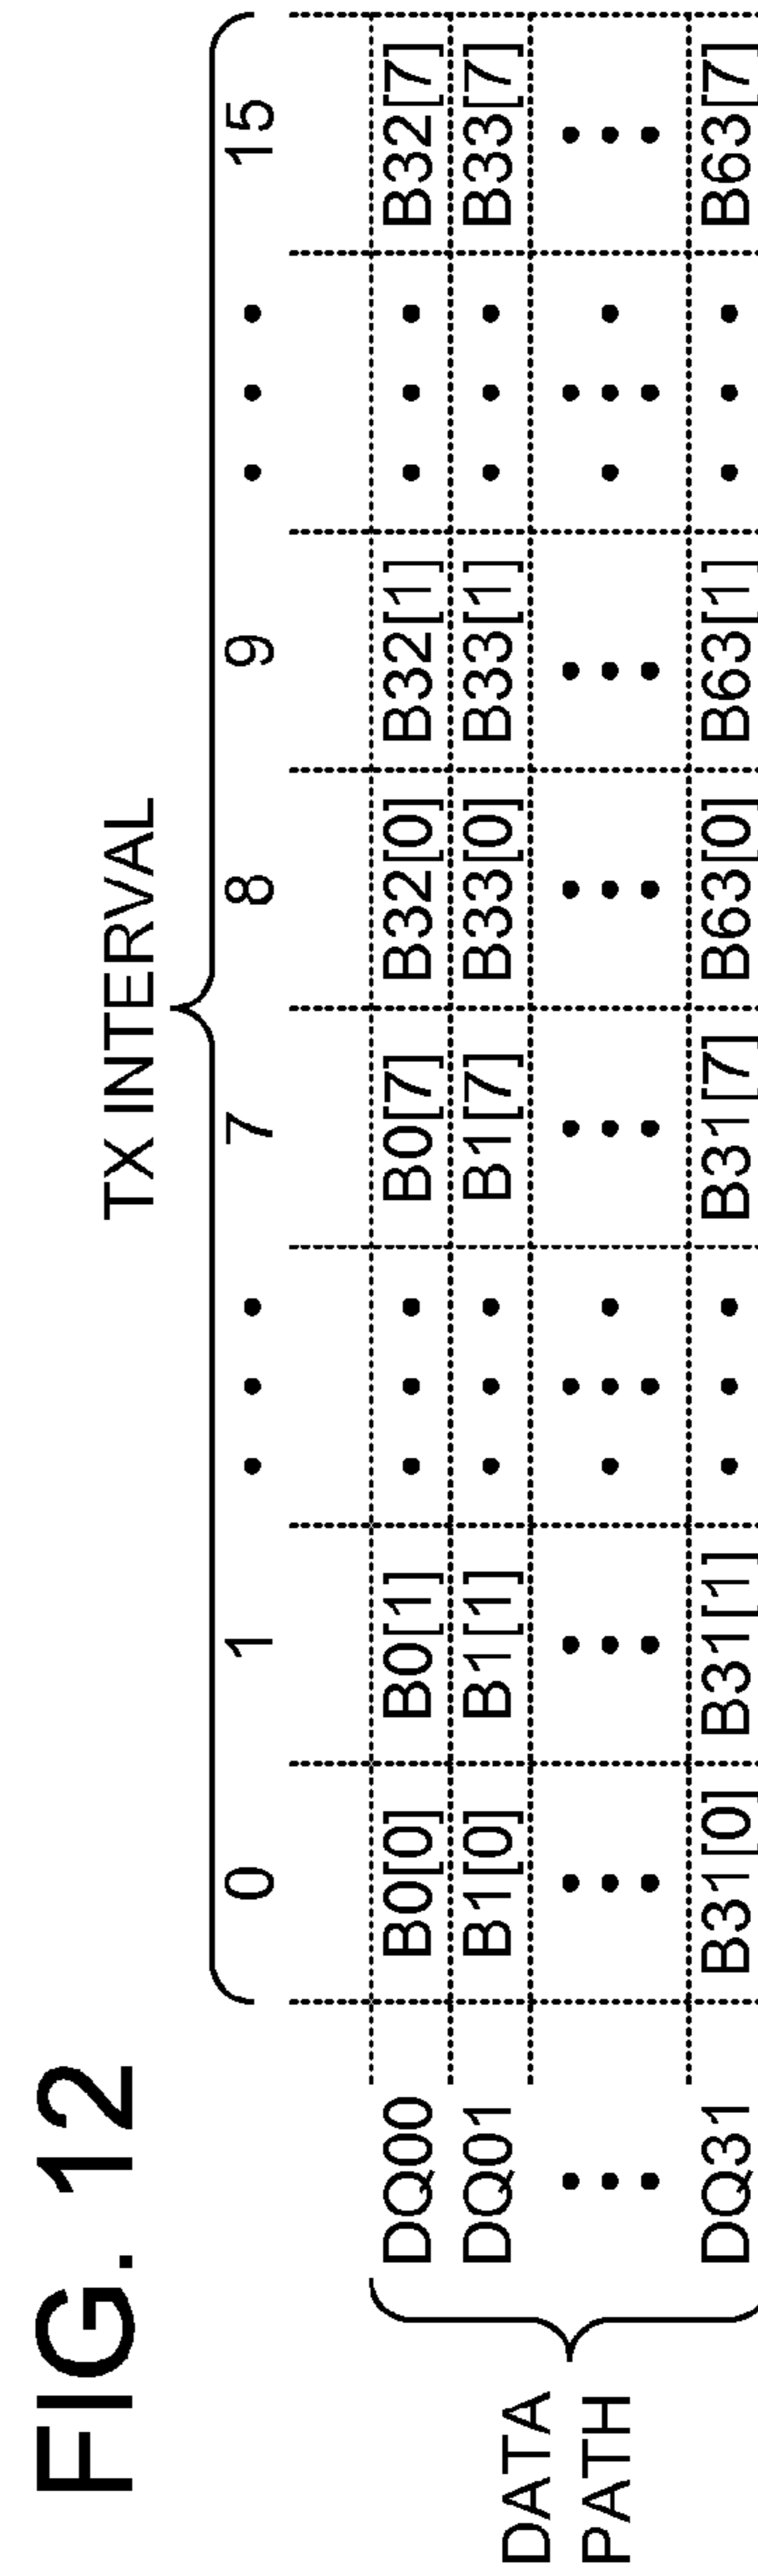 FIG. 12
TX INTERVAL
0 1 • • • 7 8 9 • • • 15
DATA PATH
DQ00 B0[0] B0[1] • • • B0[7] B32[0] B32[1] • • • B32[7]
DQ01 B1[0] B1[1] • • • B1[7] B33[0] B33[1] • • • B33[7]
DQ31 B31[0] B31[1] • • • B31[7] B63[0] B63[1] • • • B63[7]